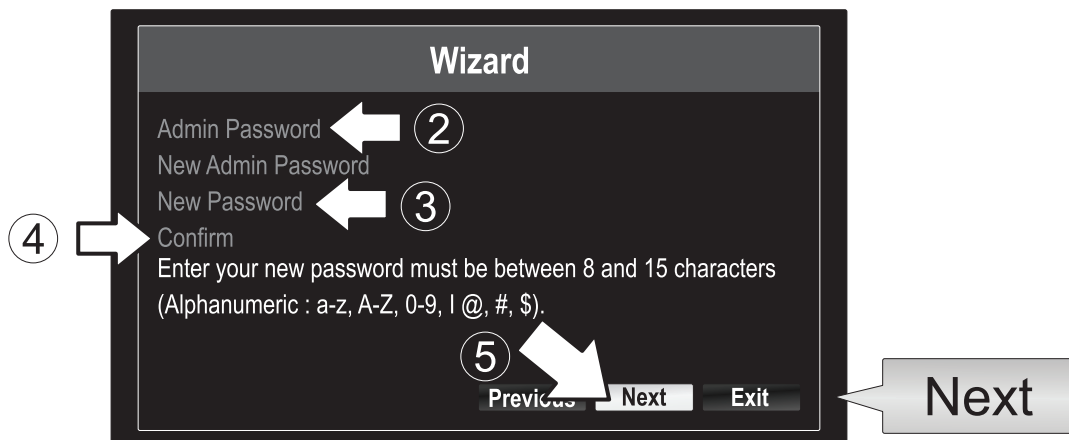 Wizard
Admin Password ②
New Admin Password
New Password ③
④ Confirm
Enter your new password must be between 8 and 15 characters
(Alphanumeric : a-z, A-Z, 0-9, I @, #, $).
⑤
Previous Next Exit
Next